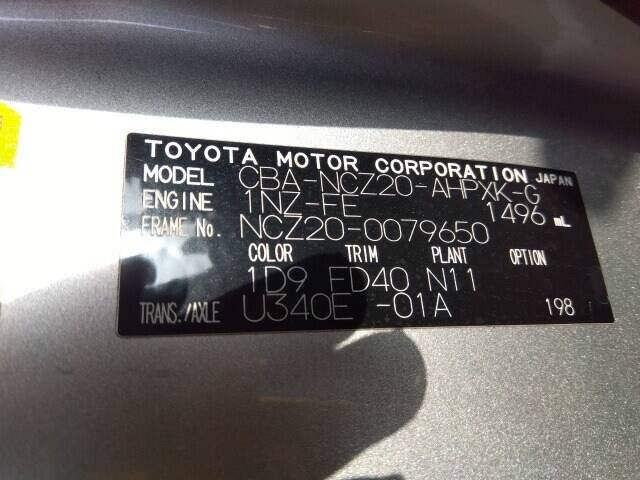 TOYOTA MOTOR CORPORATION JAPAN
MODEL CBA-NCZ20-AHPXK-G
ENGINE 1NZ-FE 1496 mL
FRAME No. NCZ20-0079650
COLOR TRIM PLANT OPTION
1D9 FD40 N11
TRANS./AXLE U340E -01A 198